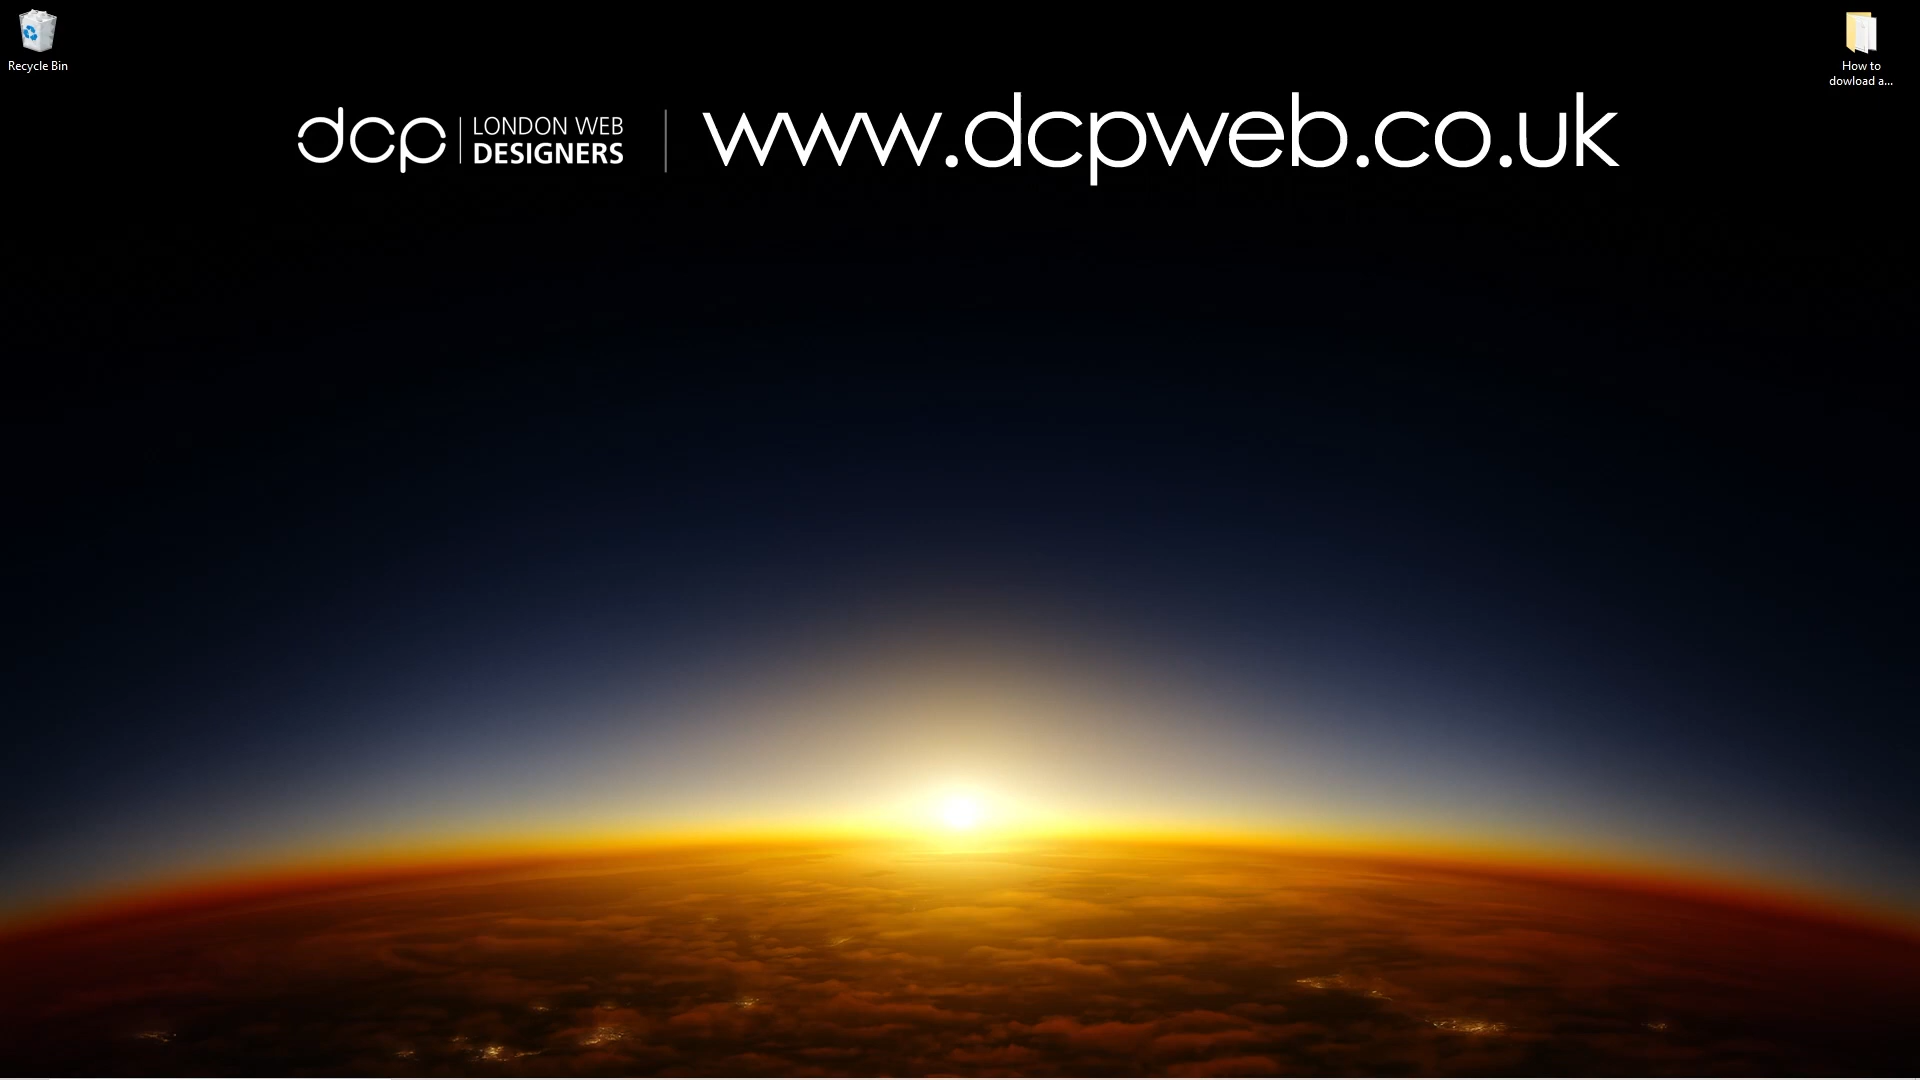 Recycle Bin
How to
dowload a...
dcp
LONDON WEB
DESIGNERS
www.dcpweb.co.uk